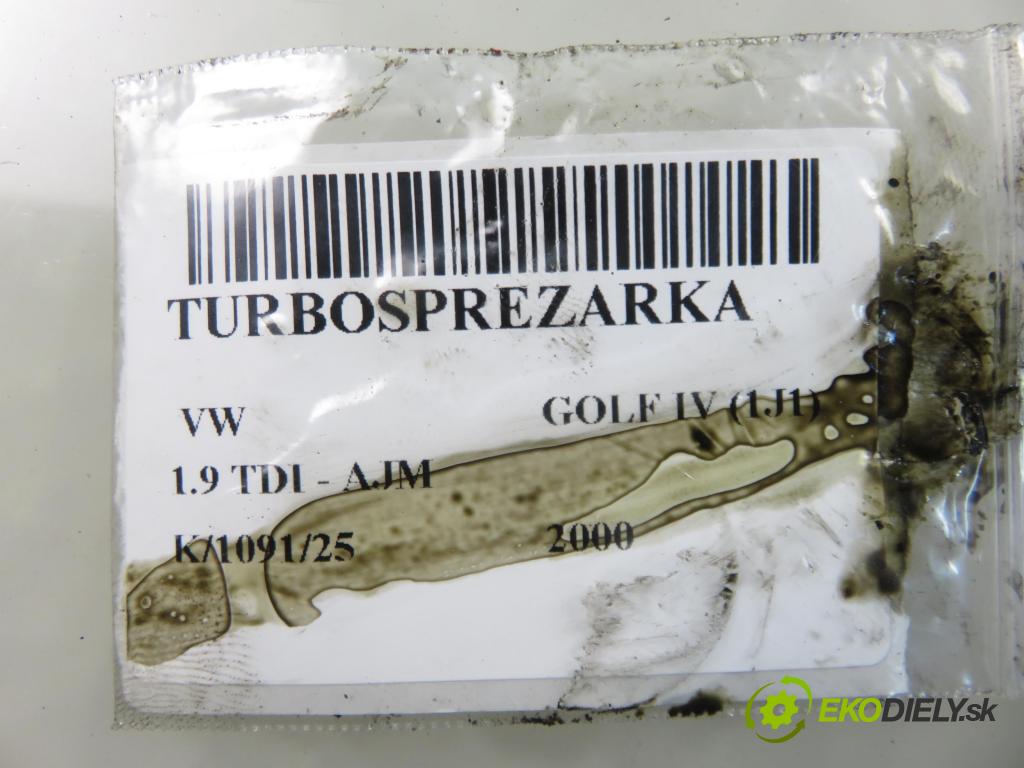 TURBOSPREZARKA
VW GOLF IV (1J1)
1.9 TDI - AJM
K/1091/25 2000
EKODIELY.sk